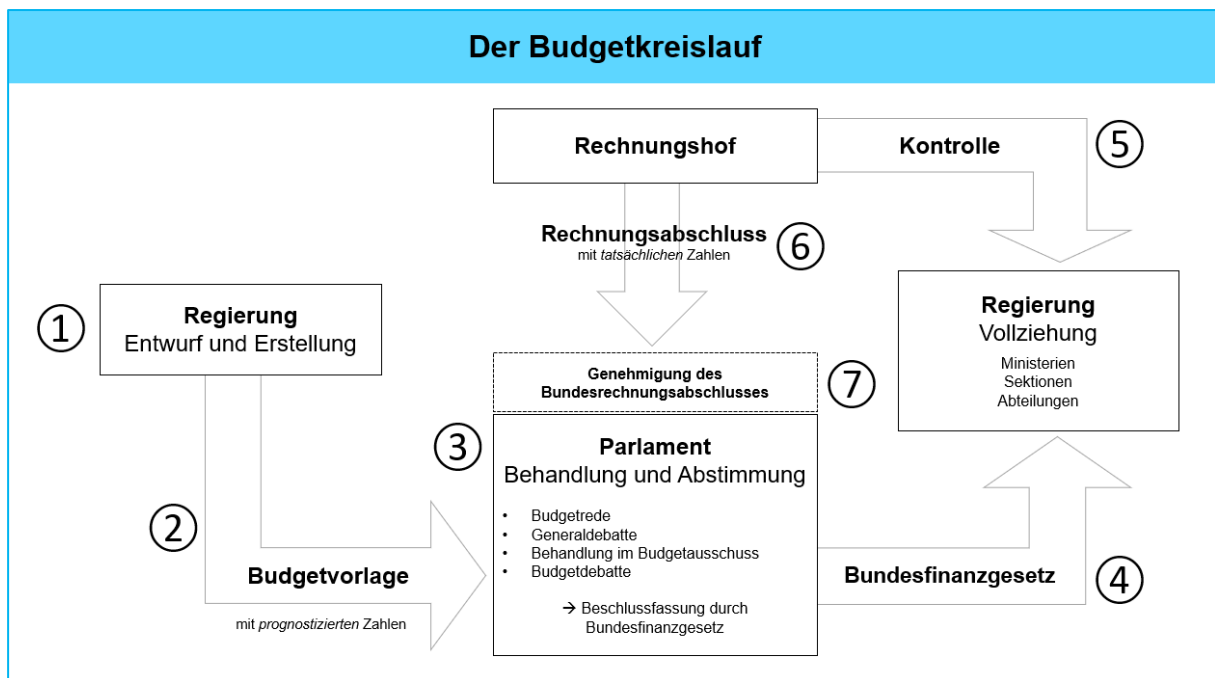 Der Budgetkreislauf
Rechnungshof
Kontrolle
5
Rechnungsabschluss
mit tatsächlichen Zahlen
6
1
Regierung
Entwurf und Erstellung
Regierung
Vollziehung
Ministerien
Sektionen
Abteilungen
Genehmigung des
Bundesrechnungsabschlusses
7
3
Parlament
Behandlung und Abstimmung
• Budgetrede
• Generaldebatte
• Behandlung im Budgetausschuss
• Budgetdebatte
→ Beschlussfassung durch
Bundesfinanzgesetz
2
Budgetvorlage
mit prognostizierten Zahlen
Bundesfinanzgesetz
4